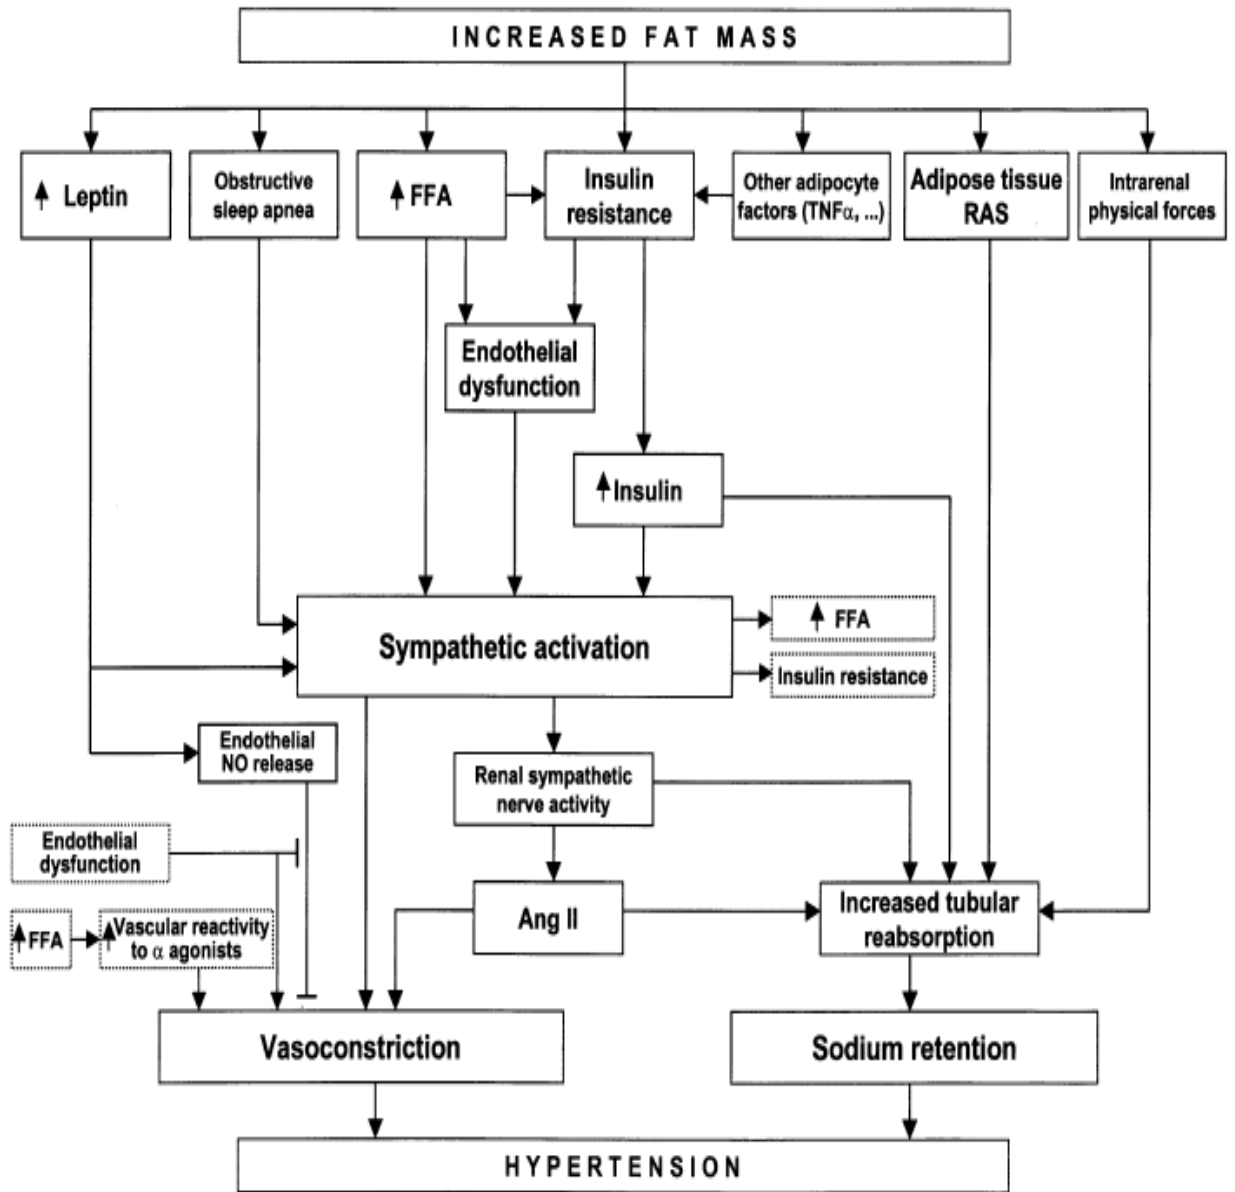 INCREASED FAT MASS
Leptin
Obstructive
sleep apnea
FFA
Insulin
resistance
Other adipocyte
factors (TNFα, ...)
Adipose tissue
RAS
Intrarenal
physical forces
Endothelial
dysfunction
Insulin
Sympathetic activation
FFA
Insulin resistance
Endothelial
NO release
Renal sympathetic
nerve activity
Endothelial
dysfunction
FFA
Vascular reactivity
to α agonists
Ang II
Increased tubular
reabsorption
Vasoconstriction
Sodium retention
HYPERTENSION